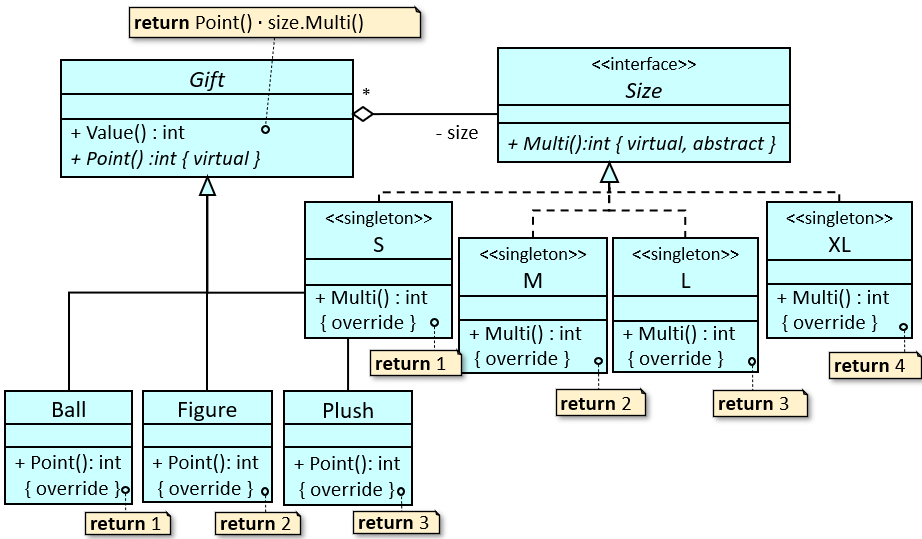 return Point() · size.Multi()
Gift
+ Value() : int
+ Point() :int { virtual }
*
- size
<<interface>>
Size
+ Multi():int { virtual, abstract }
<<singleton>>
S
+ Multi() : int
{ override }
return 1
<<singleton>>
M
+ Multi() : int
{ override }
return 2
<<singleton>>
L
+ Multi() : int
{ override }
return 3
<<singleton>>
XL
+ Multi() : int
{ override }
return 4
Ball
+ Point(): int
{ override }
return 1
Figure
+ Point(): int
{ override }
return 2
Plush
+ Point(): int
{ override }
return 3